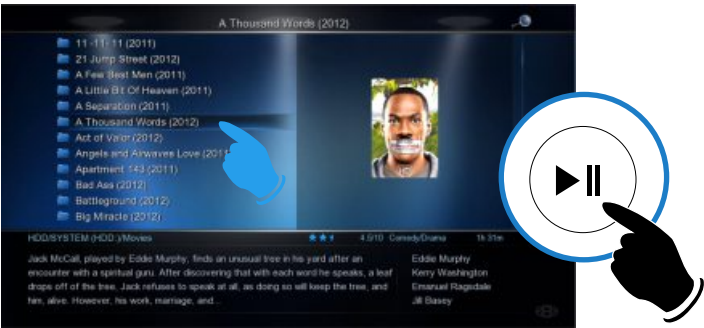 A Thousand Words (2012)
11-11-11 (2011)
21 Jump Street (2012)
A Few Best Men (2011)
A Little Bit Of Heaven (2011)
A Separation (2011)
A Thousand Words (2012)
Act of Valor (2012)
Angels and Airwaves Love (2011
Apartment 143 (2011)
Bad Ass (2012)
Battleground (2012)
Big Miracle (2012)
HDD/SYSTEM (HDD )/Movies 4.5/10 Comedy/Drama 1h 31m
Jack McCall, played by Eddie Murphy, finds an unusual tree in his yard after an
encounter with a spiritual guru. After discovering that with each word he speaks, a leaf
drops off of the tree, Jack refuses to speak at all, as doing so will keep the tree, and
him, alive. However, his work, marriage, and...
Eddie Murphy
Kerry Washington
Emanuel Ragsdale
Jill Basey